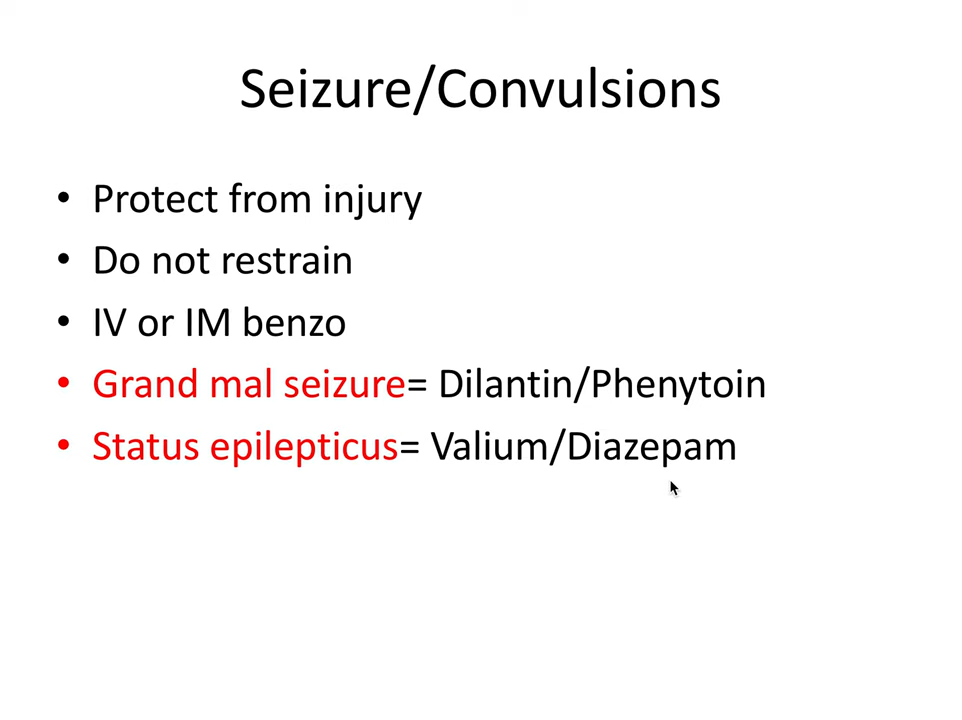 Seizure/Convulsions
• Protect from injury
• Do not restrain
• IV or IM benzo
• Grand mal seizure= Dilantin/Phenytoin
• Status epilepticus= Valium/Diazepam